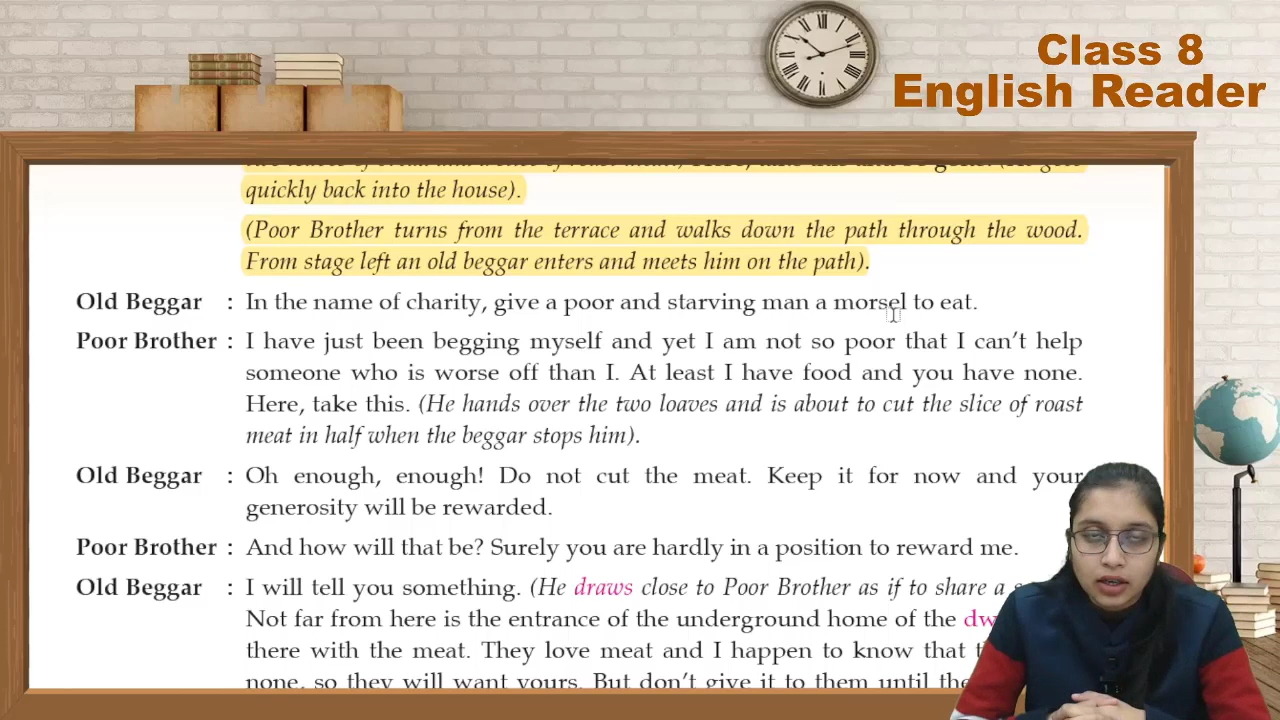 Class 8
English Reader
quickly back into the house).
(Poor Brother turns from the terrace and walks down the path through the wood.
From stage left an old beggar enters and meets him on the path).
Old Beggar : In the name of charity, give a poor and starving man a morsel to eat.
Poor Brother : I have just been begging myself and yet I am not so poor that I can't help
someone who is worse off than I. At least I have food and you have none.
Here, take this. (He hands over the two loaves and is about to cut the slice of roast
meat in half when the beggar stops him).
Old Beggar : Oh enough, enough! Do not cut the meat. Keep it for now and your
generosity will be rewarded.
Poor Brother : And how will that be? Surely you are hardly in a position to reward me.
Old Beggar : I will tell you something. (He draws close to Poor Brother as if to share a
Not far from here is the entrance of the underground home of the
there with the meat. They love meat and I happen to know that
none, so they will want yours. But don't give it to them until